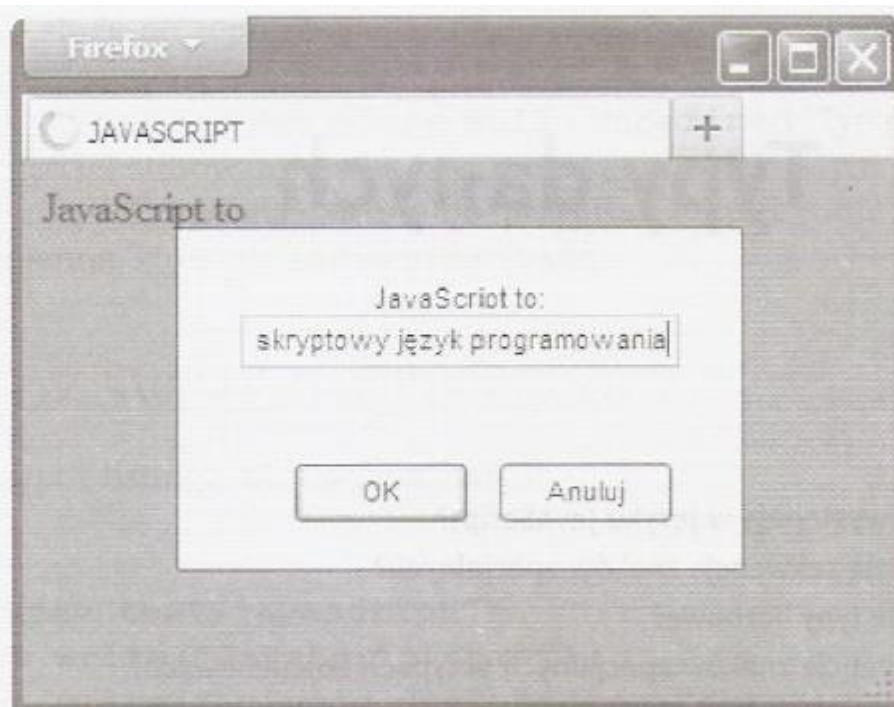 Firefox
JAVASCRIPT
JavaScript to
JavaScriot to:
skryptowy język programowania
OK
Anuluj